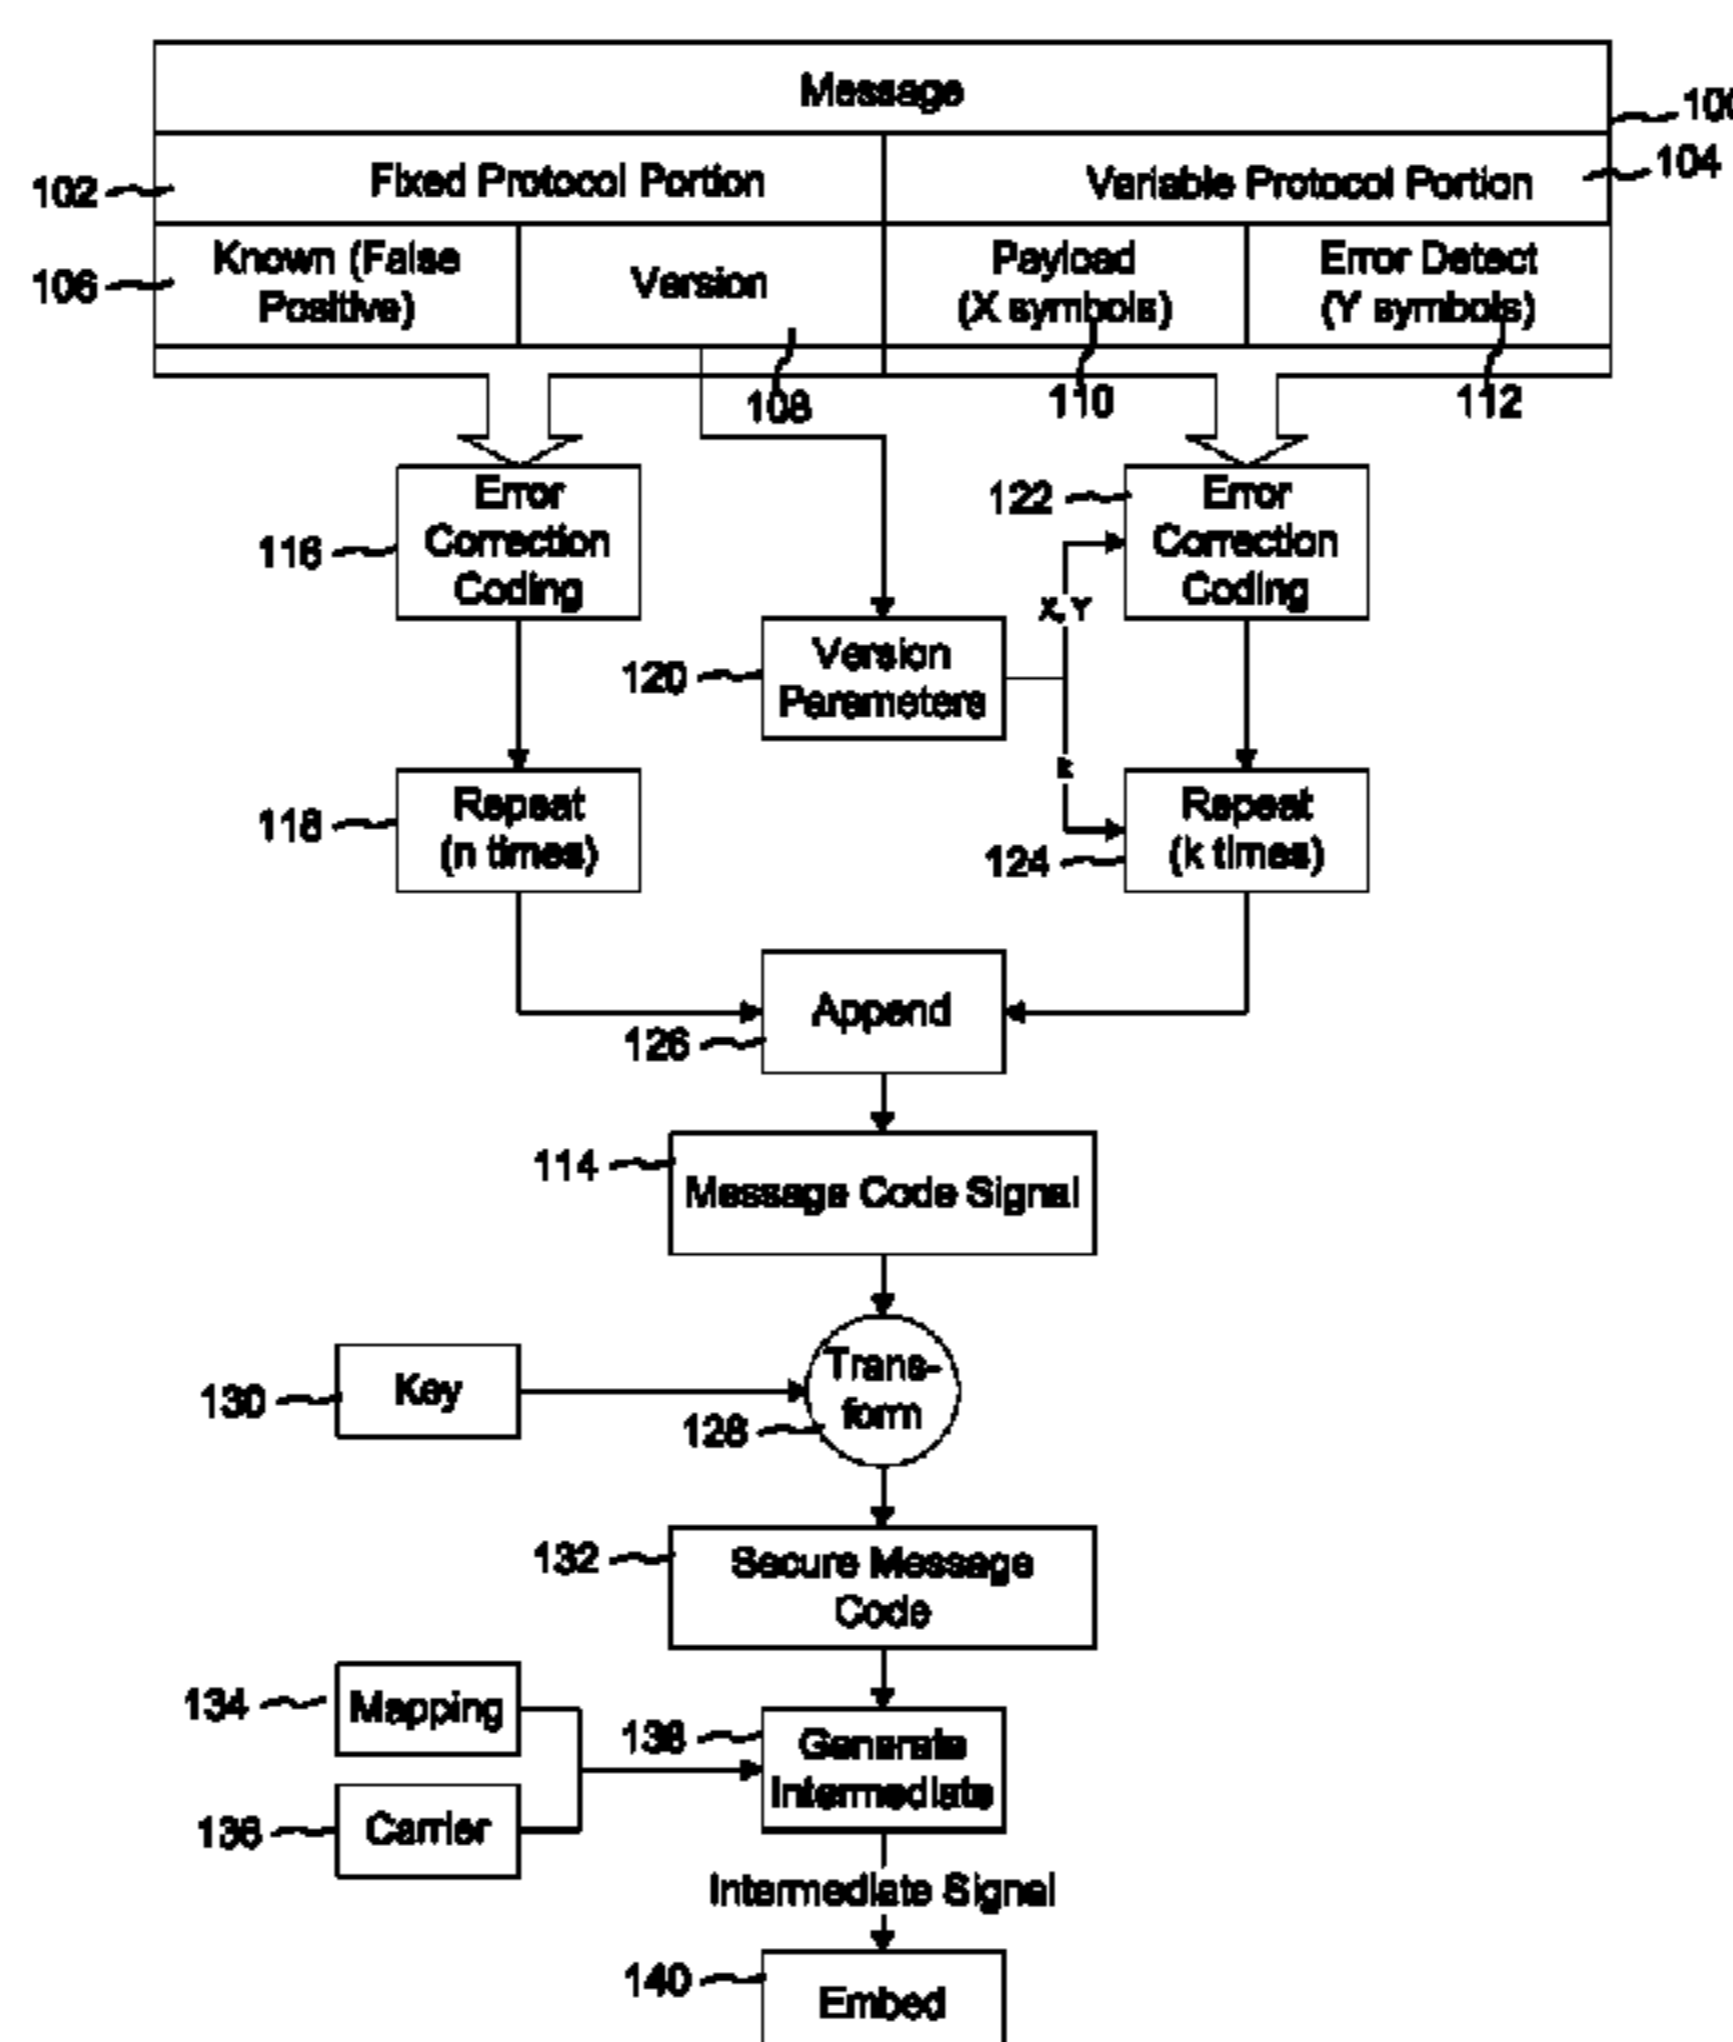 Message
100
Fixed Protocol Portion
Variable Protocol Portion
102
104
Known (False
Positive)
Version
Payload
(X symbols)
Error Detect
(Y symbols)
106
108
110
112
Error
Correction
Coding
116
122
Error
Correction
Coding
X, Y
120
Version
Parameters
k
118
Repeat
(n times)
124
Repeat
(k times)
Append
126
114
Message Code Signal
130
Key
Trans-
form
128
132
Secure Message
Code
134
Mapping
138
Generate
Intermediate
136
Carrier
Intermediate Signal
140
Embed